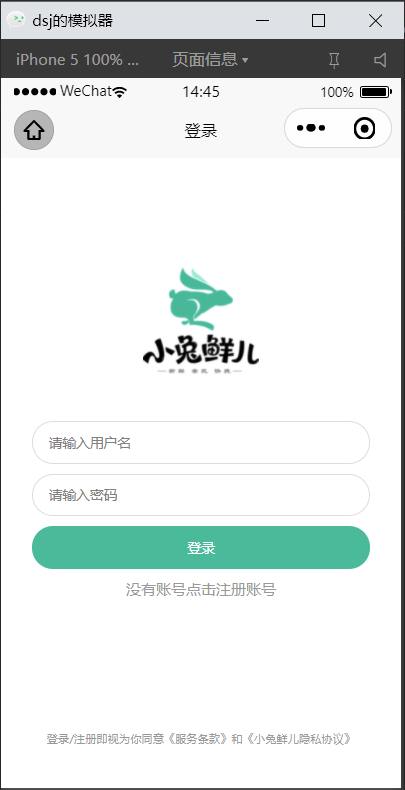 dsj的模拟器
iPhone 5 100% ...
页面信息
WeChat
14:45
100%
登录
小兔鲜儿
新鲜 亲民 快捷
请输入用户名
请输入密码
登录
没有账号点击注册账号
登录/注册即视为你同意《服务条款》和《小兔鲜儿隐私协议》